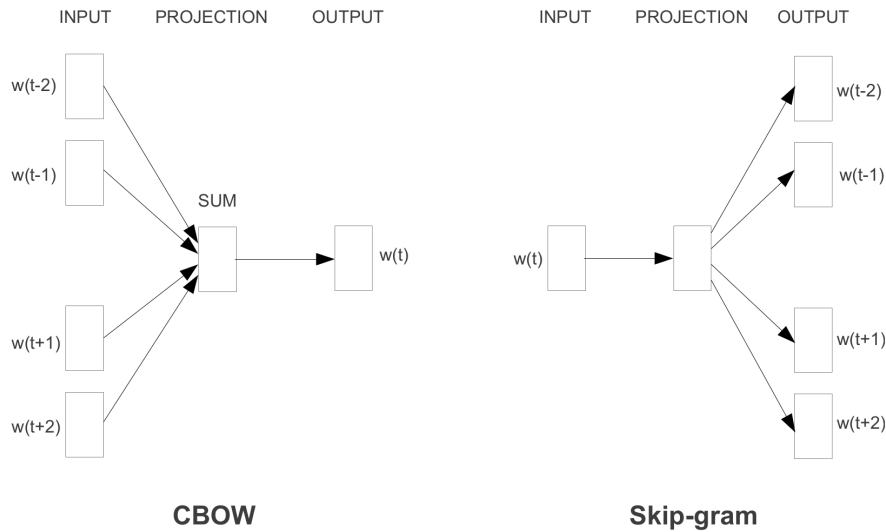 INPUT PROJECTION OUTPUT
w(t-2)
w(t-1)
SUM
w(t)
w(t+1)
w(t+2)
CBOW
INPUT PROJECTION OUTPUT
w(t-2)
w(t-1)
w(t)
w(t+1)
w(t+2)
Skip-gram